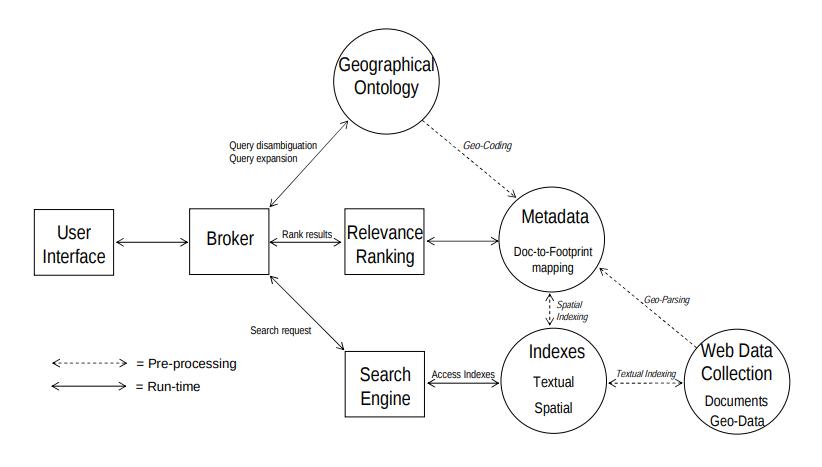 Geographical
Ontology
Query disambiguation
Query expansion
Geo-Coding
User
Interface
Broker
Rank results
Relevance
Ranking
Metadata
Doc-to-Footprint
mapping
Spatial
Indexing
Geo-Parsing
Search request
= Pre-processing
= Run-time
Search
Engine
Access Indexes
Indexes
Textual
Spatial
Textual Indexing
Web Data
Collection
Documents
Geo-Data